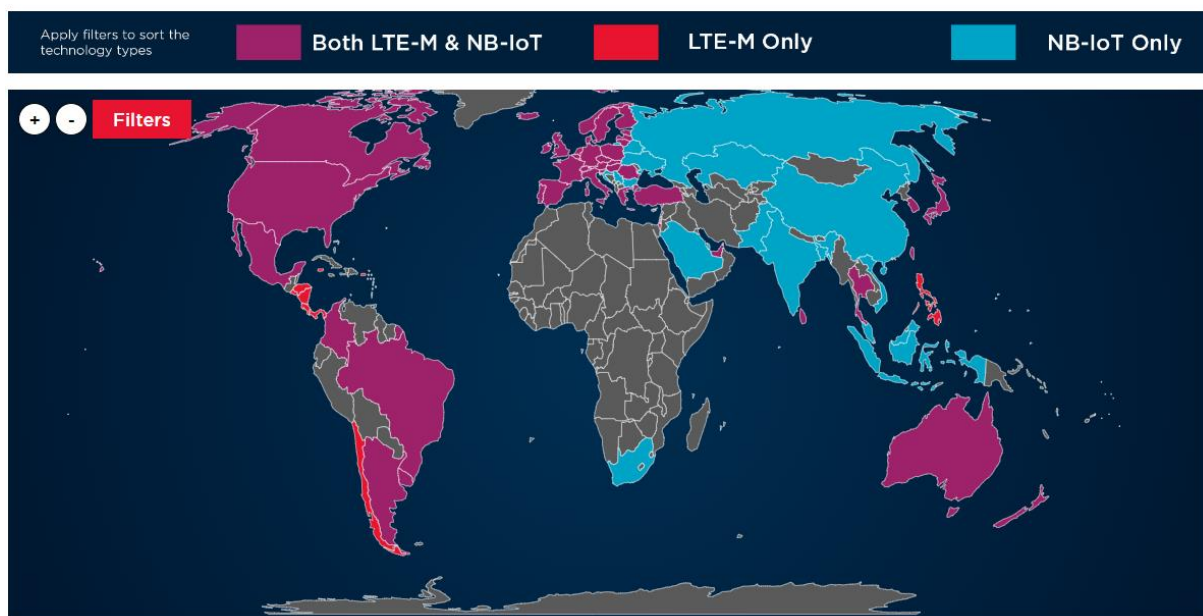 Apply filters to sort the
technology types
Both LTE-M & NB-IoT
LTE-M Only
NB-IoT Only
+ - Filters